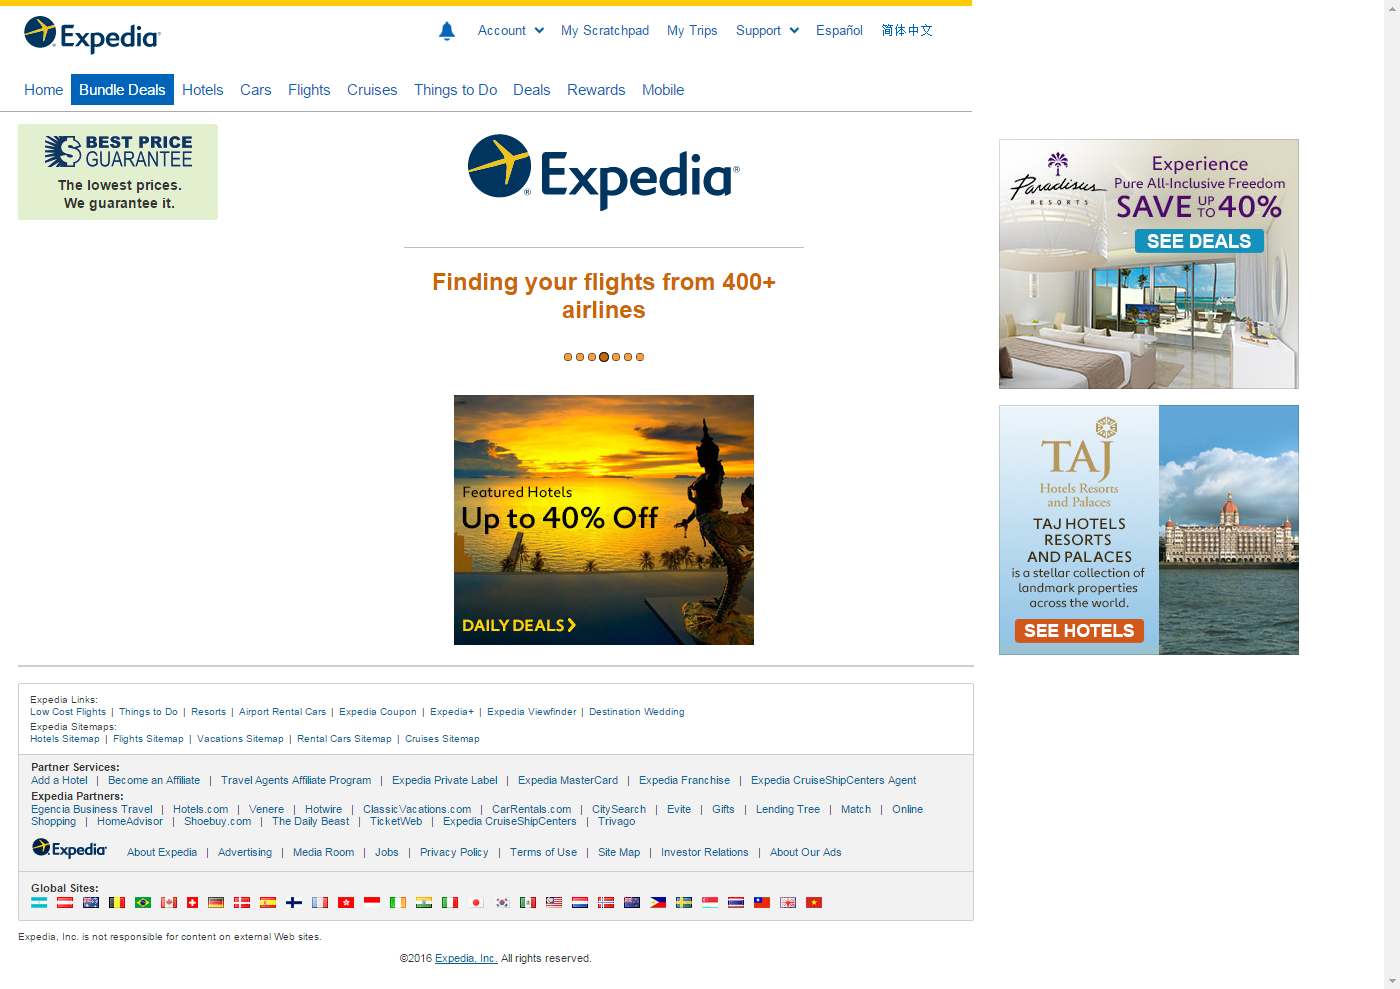 Expedia
Account My Scratchpad My Trips Support Español 简体中文
Home Bundle Deals Hotels Cars Flights Cruises Things to Do Deals Rewards Mobile
BEST PRICE
GUARANTEE
The lowest prices.
We guarantee it.
Expedia®
Finding your flights from 400+
airlines
Featured Hotels
Up to 40% Off
DAILY DEALS
Paradisus
RESORTS
Experience
Pure All-Inclusive Freedom
SAVE UP TO 40%
SEE DEALS
TAJ
Hotels Resorts
and Palaces
TAJ HOTELS
RESORTS
AND PALACES
is a stellar collection of
landmark properties
across the world.
SEE HOTELS
Expedia Links:
Low Cost Flights | Things to Do | Resorts | Airport Rental Cars | Expedia Coupon | Expedia+ | Expedia Viewfinder | Destination Wedding
Expedia Sitemaps:
Hotels Sitemap | Flights Sitemap | Vacations Sitemap | Rental Cars Sitemap | Cruises Sitemap
Partner Services:
Add a Hotel | Become an Affiliate | Travel Agents Affiliate Program | Expedia Private Label | Expedia MasterCard | Expedia Franchise | Expedia CruiseShipCenters Agent
Expedia Partners:
Egencia Business Travel | Hotels.com | Venere | Hotwire | ClassicVacations.com | CarRentals.com | CitySearch | Evite | Gifts | Lending Tree | Match | Online
Shopping | HomeAdvisor | Shoebuy.com | The Daily Beast | TicketWeb | Expedia CruiseShipCenters | Trivago
Expedia About Expedia | Advertising | Media Room | Jobs | Privacy Policy | Terms of Use | Site Map | Investor Relations | About Our Ads
Global Sites:
Expedia, Inc. is not responsible for content on external Web sites.
©2016 Expedia, Inc. All rights reserved.